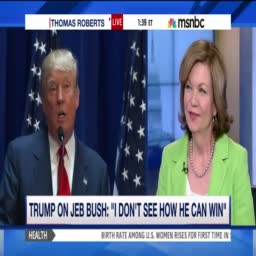 THOMAS ROBERTS
LIVE
1:39 ET
msnbc
TRUMP ON JEB BUSH: "I DON'T SEE HOW HE CAN WIN"
HEALTH
BIRTH RATE AMONG U.S. WOMEN RISES FOR FIRST TIME IN